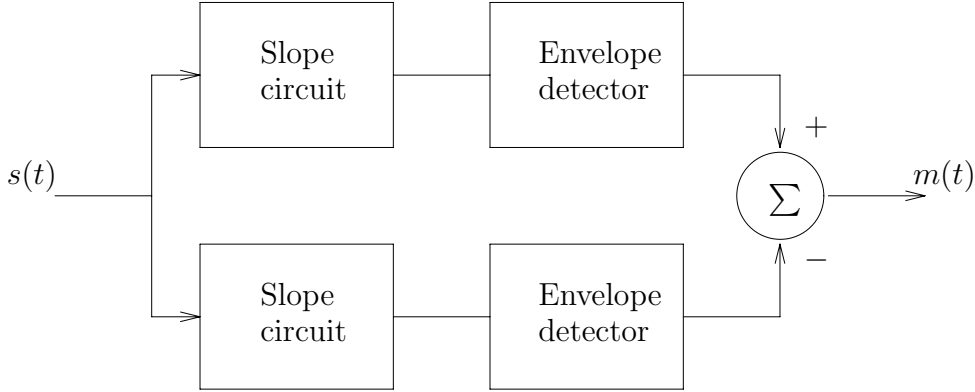 Slope
circuit
Envelope
detector
+
s(t)
∑
m(t)
−
Slope
circuit
Envelope
detector